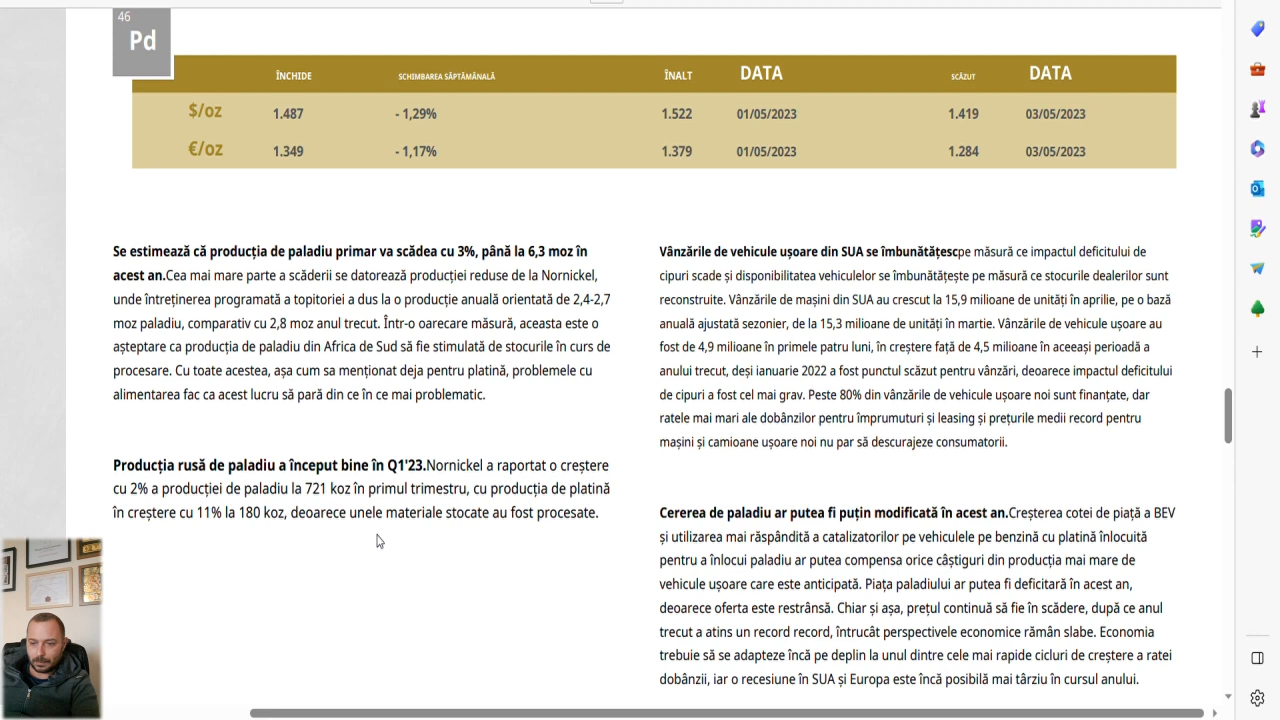 46
Pd
ÎNCHIDE SCHIMBAREA SĂPTĂMÂNALĂ ÎNALT DATA SCĂZUT DATA
$/oz 1.487 - 1,29% 1.522 01/05/2023 1.419 03/05/2023
€/oz 1.349 - 1,17% 1.379 01/05/2023 1.284 03/05/2023
Se estimează că producția de paladiu primar va scădea cu 3%, până la 6,3 moz în
acest an.Cea mai mare parte a scăderii se datorează producției reduse de la Nornickel,
unde întreținerea programată a topitoriei a dus la o producție anuală orientată de 2,4-2,7
moz paladiu, comparativ cu 2,8 moz anul trecut. Într-o oarecare măsură, aceasta este o
așteptare ca producția de paladiu din Africa de Sud să fie stimulată de stocurile în curs de
procesare. Cu toate acestea, așa cum sa menționat deja pentru platină, problemele cu
alimentarea fac ca acest lucru să pară din ce în ce mai problematic.
Producția rusă de paladiu a început bine în Q1'23.Nornickel a raportat o creștere
cu 2% a producției de paladiu la 721 koz în primul trimestru, cu producția de platină
în creștere cu 11% la 180 koz, deoarece unele materiale stocate au fost procesate.
Vânzările de vehicule ușoare din SUA se îmbunătățescpe măsură ce impactul deficitului de
cipuri scade și disponibilitatea vehiculelor se îmbunătățește pe măsură ce stocurile dealerilor sunt
reconstruite. Vânzările de mașini din SUA au crescut la 15,9 milioane de unități în aprilie, pe o bază
anuală ajustată sezonier, de la 15,3 milioane de unități în martie. Vânzările de vehicule ușoare au
fost de 4,9 milioane în primele patru luni, în creștere față de 4,5 milioane în aceeași perioadă a
anului trecut, deși ianuarie 2022 a fost punctul scăzut pentru vânzări, deoarece impactul deficitului
de cipuri a fost cel mai grav. Peste 80% din vânzările de vehicule ușoare noi sunt finanțate, dar
ratele mai mari ale dobânzilor pentru împrumuturi și leasing și prețurile medii record pentru
mașini și camioane ușoare noi nu par să descurajeze consumatorii.
Cererea de paladiu ar putea fi puțin modificată în acest an.Creșterea cotei de piață a BEV
și utilizarea mai răspândită a catalizatorilor pe vehiculele pe benzină cu platină înlocuită
pentru a înlocui paladiu ar putea compensa orice câștiguri din producția mai mare de
vehicule ușoare care este anticipată. Piața paladiului ar putea fi deficitară în acest an,
deoarece oferta este restrânsă. Chiar și așa, prețul continuă să fie în scădere, după ce anul
trecut a atins un record record, întrucât perspectivele economice rămân slabe. Economia
trebuie să se adapteze încă pe deplin la unul dintre cele mai rapide cicluri de creștere a ratei
dobânzii, iar o recesiune în SUA și Europa este încă posibilă mai târziu în cursul anului.